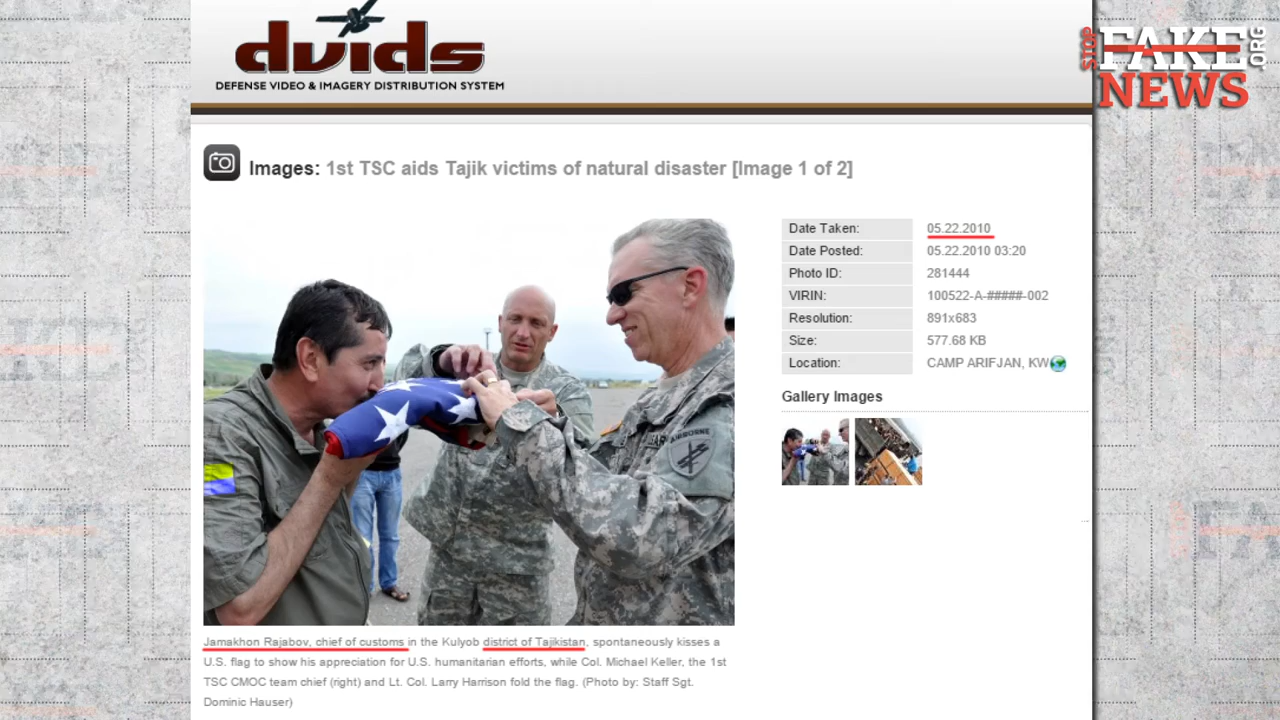 dvids
DEFENSE VIDEO & IMAGERY DISTRIBUTION SYSTEM
STOP FAKE .ORG
NEWS
Images: 1st TSC aids Tajik victims of natural disaster [Image 1 of 2]
Date Taken: 05.22.2010
Date Posted: 05.22.2010 03:20
Photo ID: 281444
VIRIN: 100522-A-#####-002
Resolution: 891x683
Size: 577.68 KB
Location: CAMP ARIFJAN, KW
Gallery Images
AIRBORNE
...
Jamakhon Rajabov, chief of customs in the Kulyob district of Tajikistan, spontaneously kisses a
U.S. flag to show his appreciation for U.S. humanitarian efforts, while Col. Michael Keller, the 1st
TSC CMOC team chief (right) and Lt. Col. Larry Harrison fold the flag. (Photo by: Staff Sgt.
Dominic Hauser)